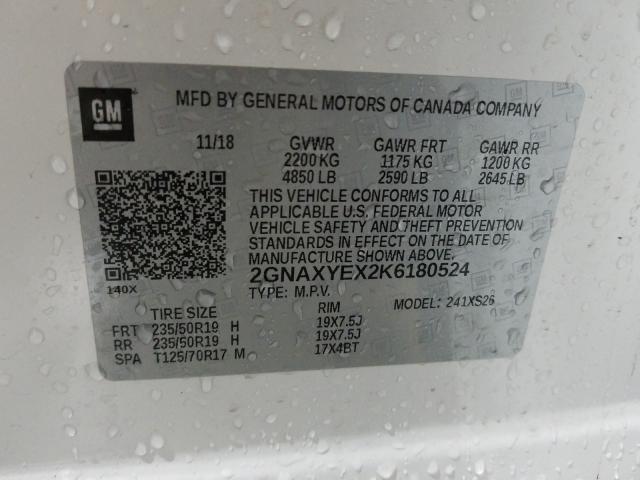 GM
MFD BY GENERAL MOTORS OF CANADA COMPANY
11/18 GVWR GAWR FRT GAWR RR
2200 KG 1175 KG 1200 KG
4850 LB 2590 LB 2645 LB
THIS VEHICLE CONFORMS TO ALL
APPLICABLE U.S. FEDERAL MOTOR
VEHICLE SAFETY AND THEFT PREVENTION
STANDARDS IN EFFECT ON THE DATE OF
MANUFACTURE SHOWN ABOVE.
140X 2GNAXYEX2K6180524
TYPE: M.P.V. MODEL: 241XS26
TIRE SIZE RIM
FRT 235/50R19 H 19X7.5J
RR 235/50R19 H 19X7.5J
SPA T125/70R17 M 17X4BT